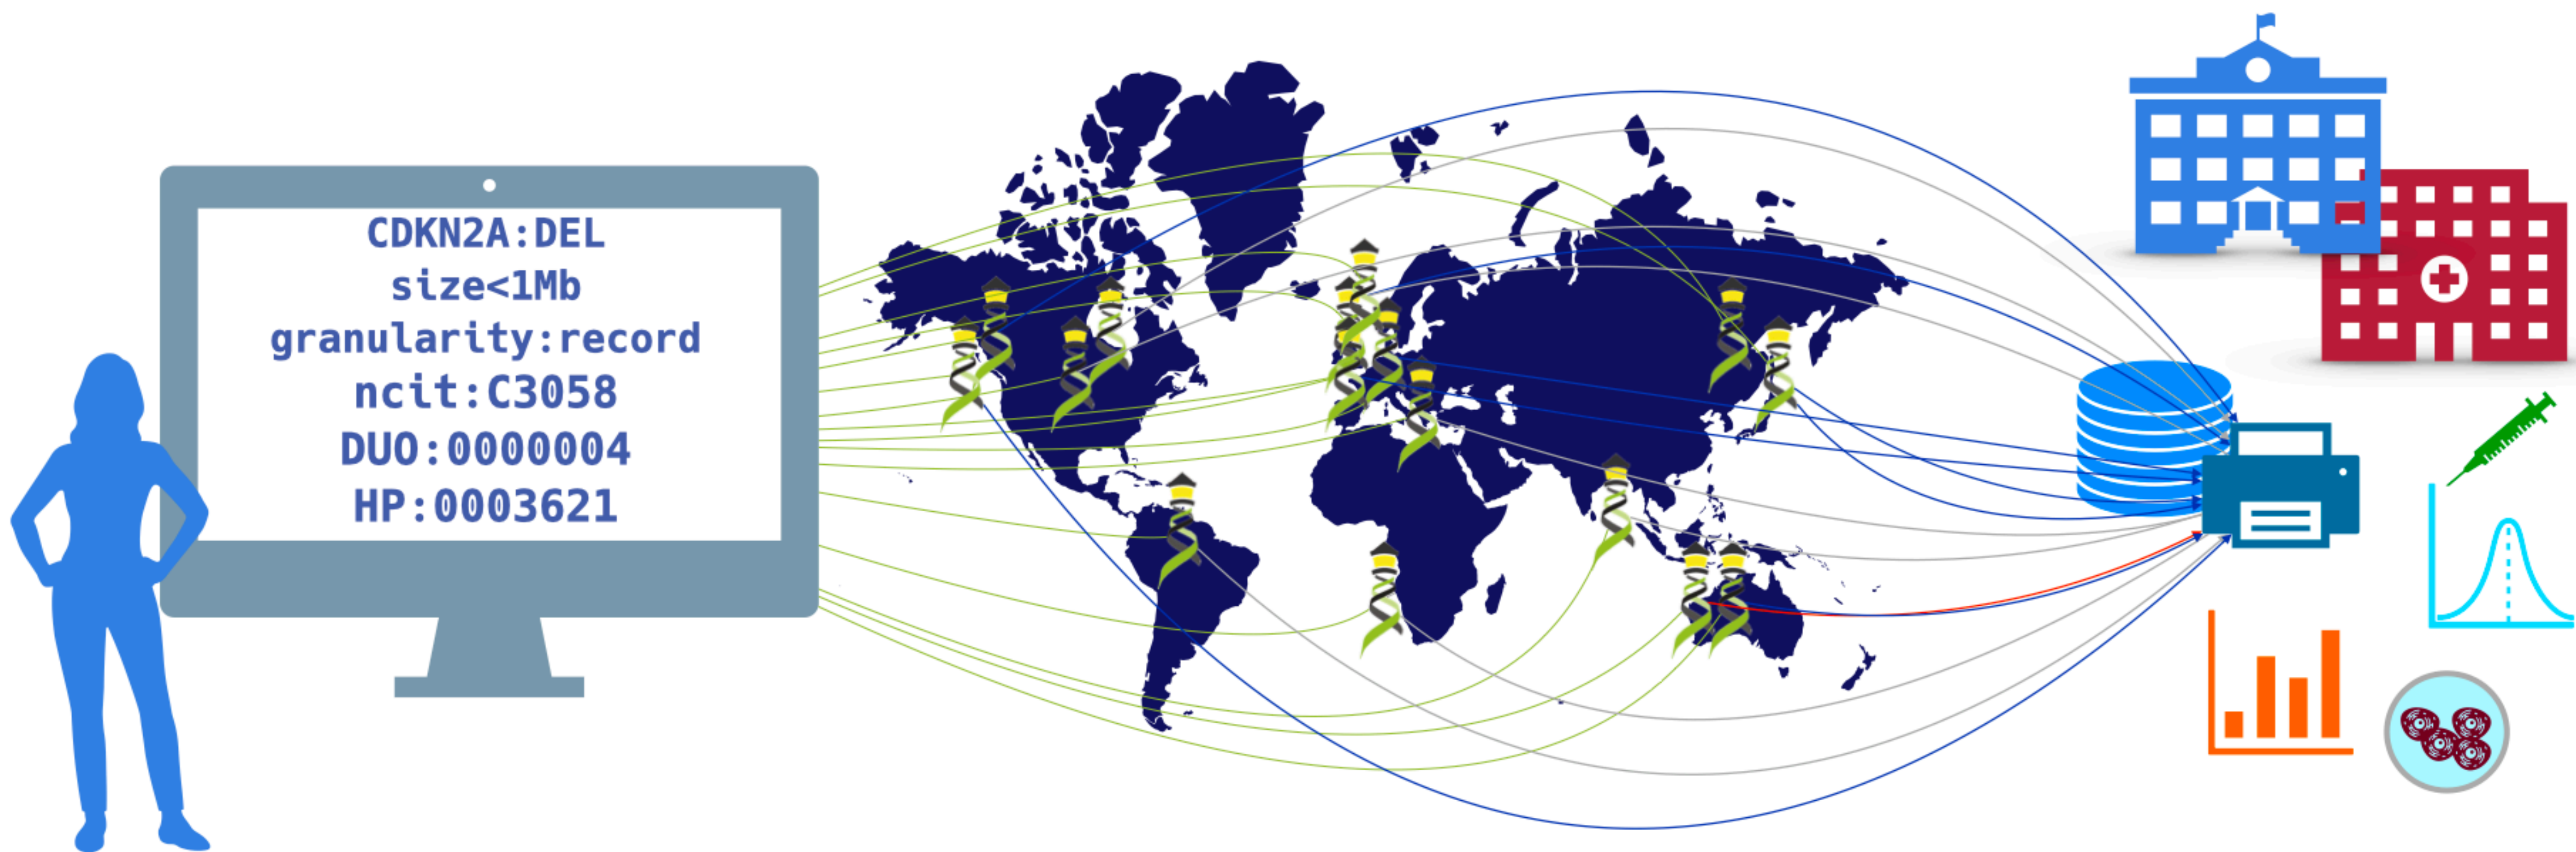 CDKN2A:DEL
size<1Mb
granularity:record
ncit:C3058
DUO:0000004
HP:0003621